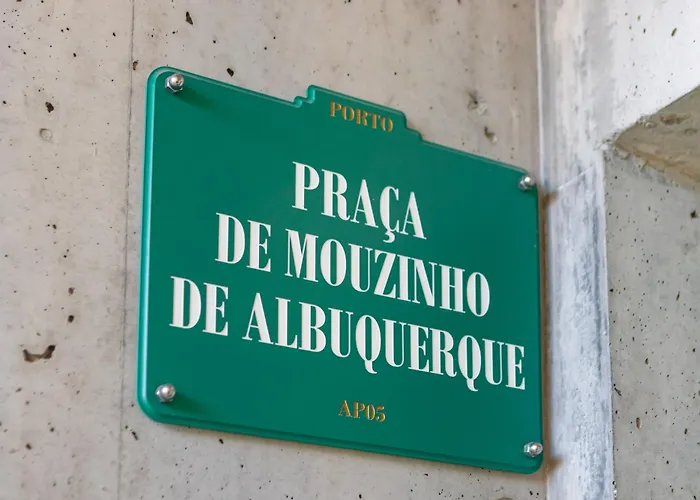 PORTO
PRAÇA
DE MOUZINHO
DE ALBUQUERQUE
AP05